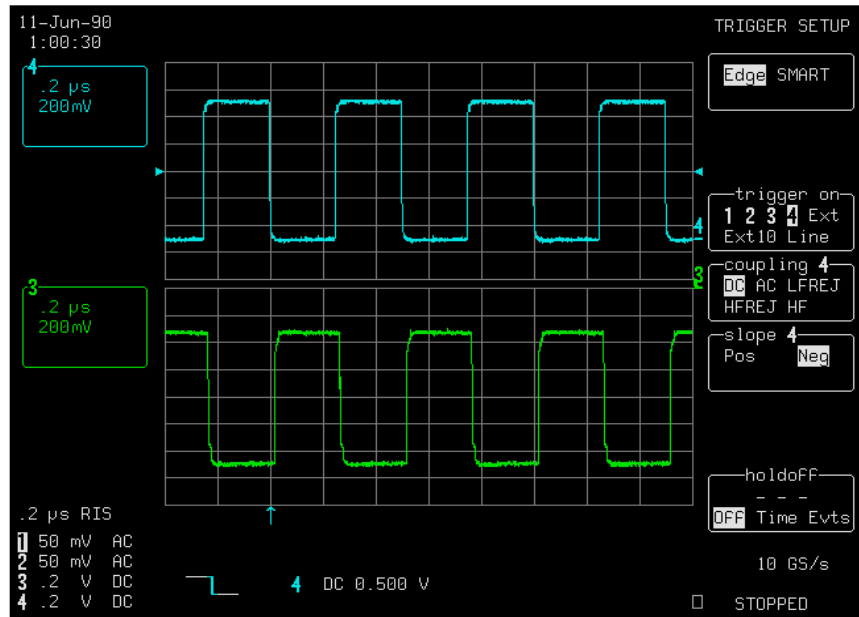 11-Jun-90
1:00:30
TRIGGER SETUP
4
.2 µs
200mV
Edge SMART
trigger on
1 2 3 4 Ext
Ext10 Line
4
3
coupling 4
DC AC LFREJ
HFREJ HF
3
.2 µs
200mV
slope 4
Pos Neg
holdoff
- - -
OFF Time Evts
.2 µs RIS
1 50 mV AC
2 50 mV AC
3 .2 V DC
4 .2 V DC
4 DC 0.500 V
10 GS/s
STOPPED